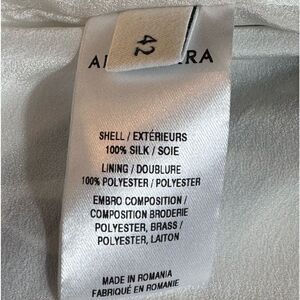 42
SHELL / EXTÉRIEURS
100% SILK / SOIE
LINING / DOUBLURE
100% POLYESTER / POLYESTER
EMBRO COMPOSITION /
COMPOSITION BRODERIE
POLYESTER, BRASS /
POLYESTER, LAITON
MADE IN ROMANIA
FABRIQUÉ EN ROMANIE